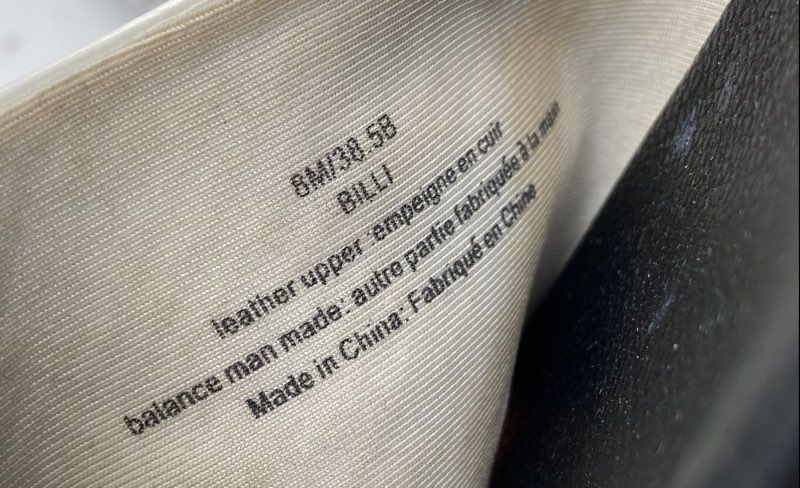 8M/38.5B
BILLI
leather upper :empeigne en cuir
balance man made: autre partie fabriquée à la main
Made in China: Fabriqué en Chine